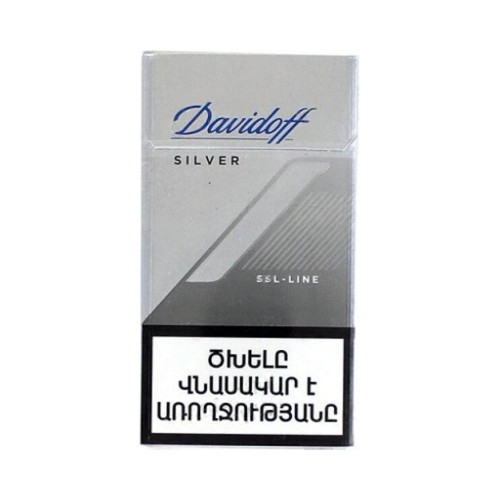 Davidoff
SILVER
SSL-LINE
ԾԽԵԼԸ
ՎՆԱՍԱԿԱՐ Է
ԱՌՈՂՋՈՒԹՅԱՆԸ